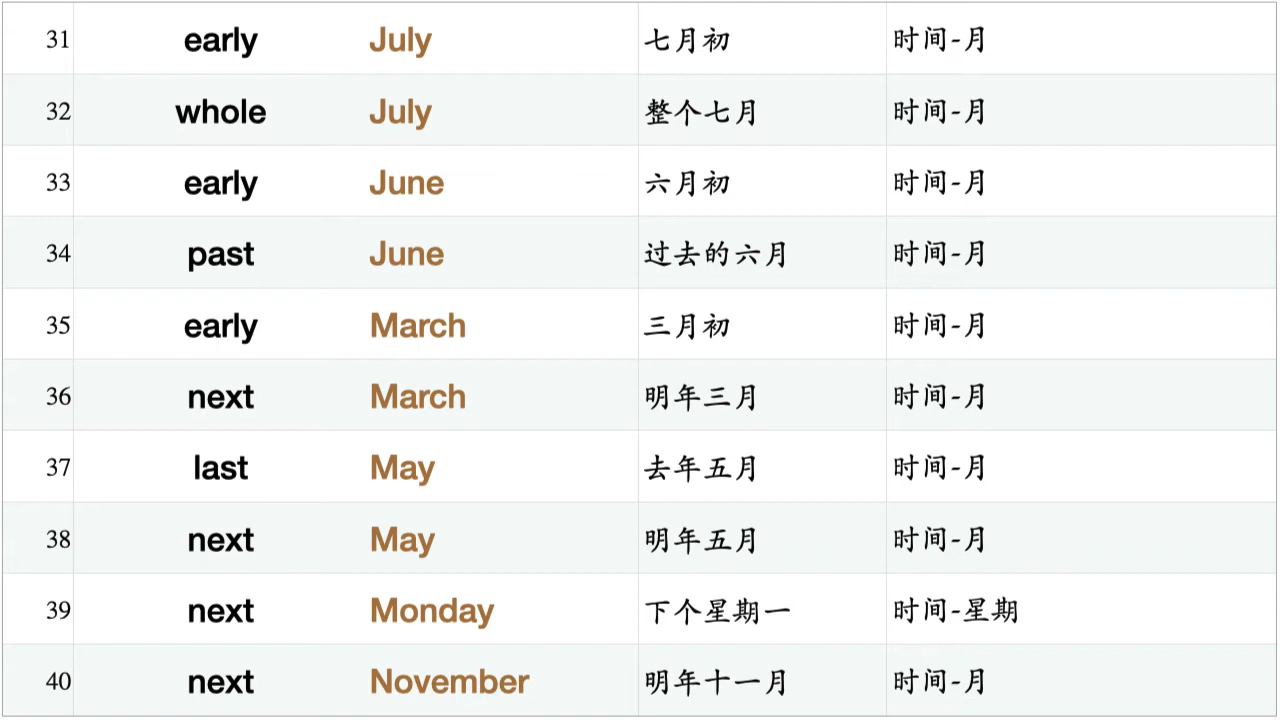 31 early July 七月初 时间-月
32 whole July 整个七月 时间-月
33 early June 六月初 时间-月
34 past June 过去的六月 时间-月
35 early March 三月初 时间-月
36 next March 明年三月 时间-月
37 last May 去年五月 时间-月
38 next May 明年五月 时间-月
39 next Monday 下个星期一 时间-星期
40 next November 明年十一月 时间-月